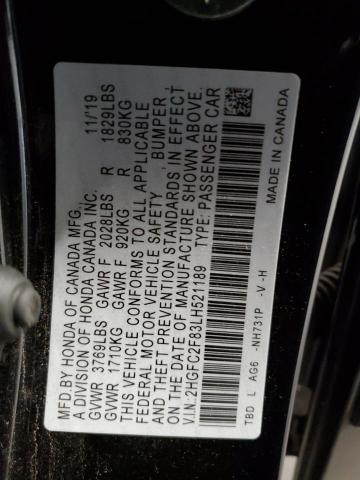 MFD.BY HONDA OF CANADA MFG.,
A DIVISION OF HONDA CANADA INC. 11/19
GVWR 3769LBS GAWR F 2028LBS R 1829LBS
GVWR 1710KG GAWR F 920KG R 830KG
THIS VEHICLE CONFORMS TO ALL APPLICABLE
FEDERAL MOTOR VEHICLE SAFETY, BUMPER,
AND THEFT PREVENTION STANDARDS IN EFFECT
ON THE DATE OF MANUFACTURE SHOWN ABOVE.
V.I.N.:2HGFC2F83LH521189 TYPE:PASSENGER CAR
TBD L AG6 -NH731P -V -H MADE IN CANADA